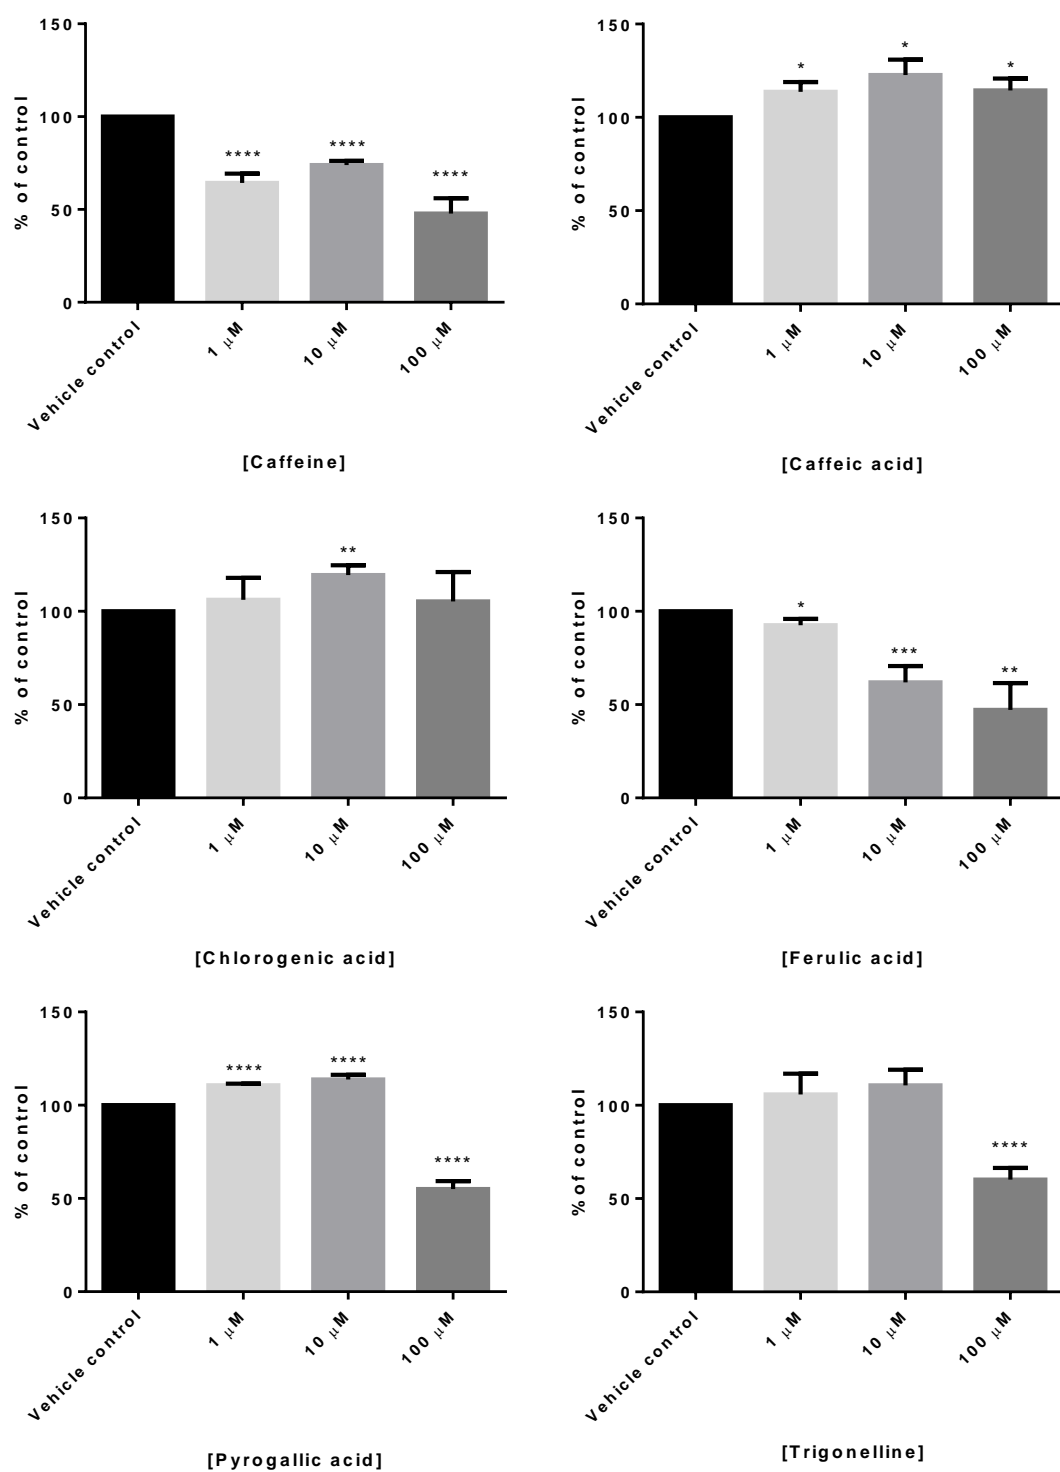 150
100
50
0
% of control
****
****
****
Vehicle control
1 μM
10 μM
100 μM
[Caffeine]
150
100
50
0
% of control
*
*
*
Vehicle control
1 μM
10 μM
100 μM
[Caffeic acid]
150
100
50
0
% of control
**
Vehicle control
1 μM
10 μM
100 μM
[Chlorogenic acid]
150
100
50
0
% of control
*
***
**
Vehicle control
1 μM
10 μM
100 μM
[Ferulic acid]
150
100
50
0
% of control
****
****
****
Vehicle control
1 μM
10 μM
100 μM
[Pyrogallic acid]
150
100
50
0
% of control
****
Vehicle control
1 μM
10 μM
100 μM
[Trigonelline]